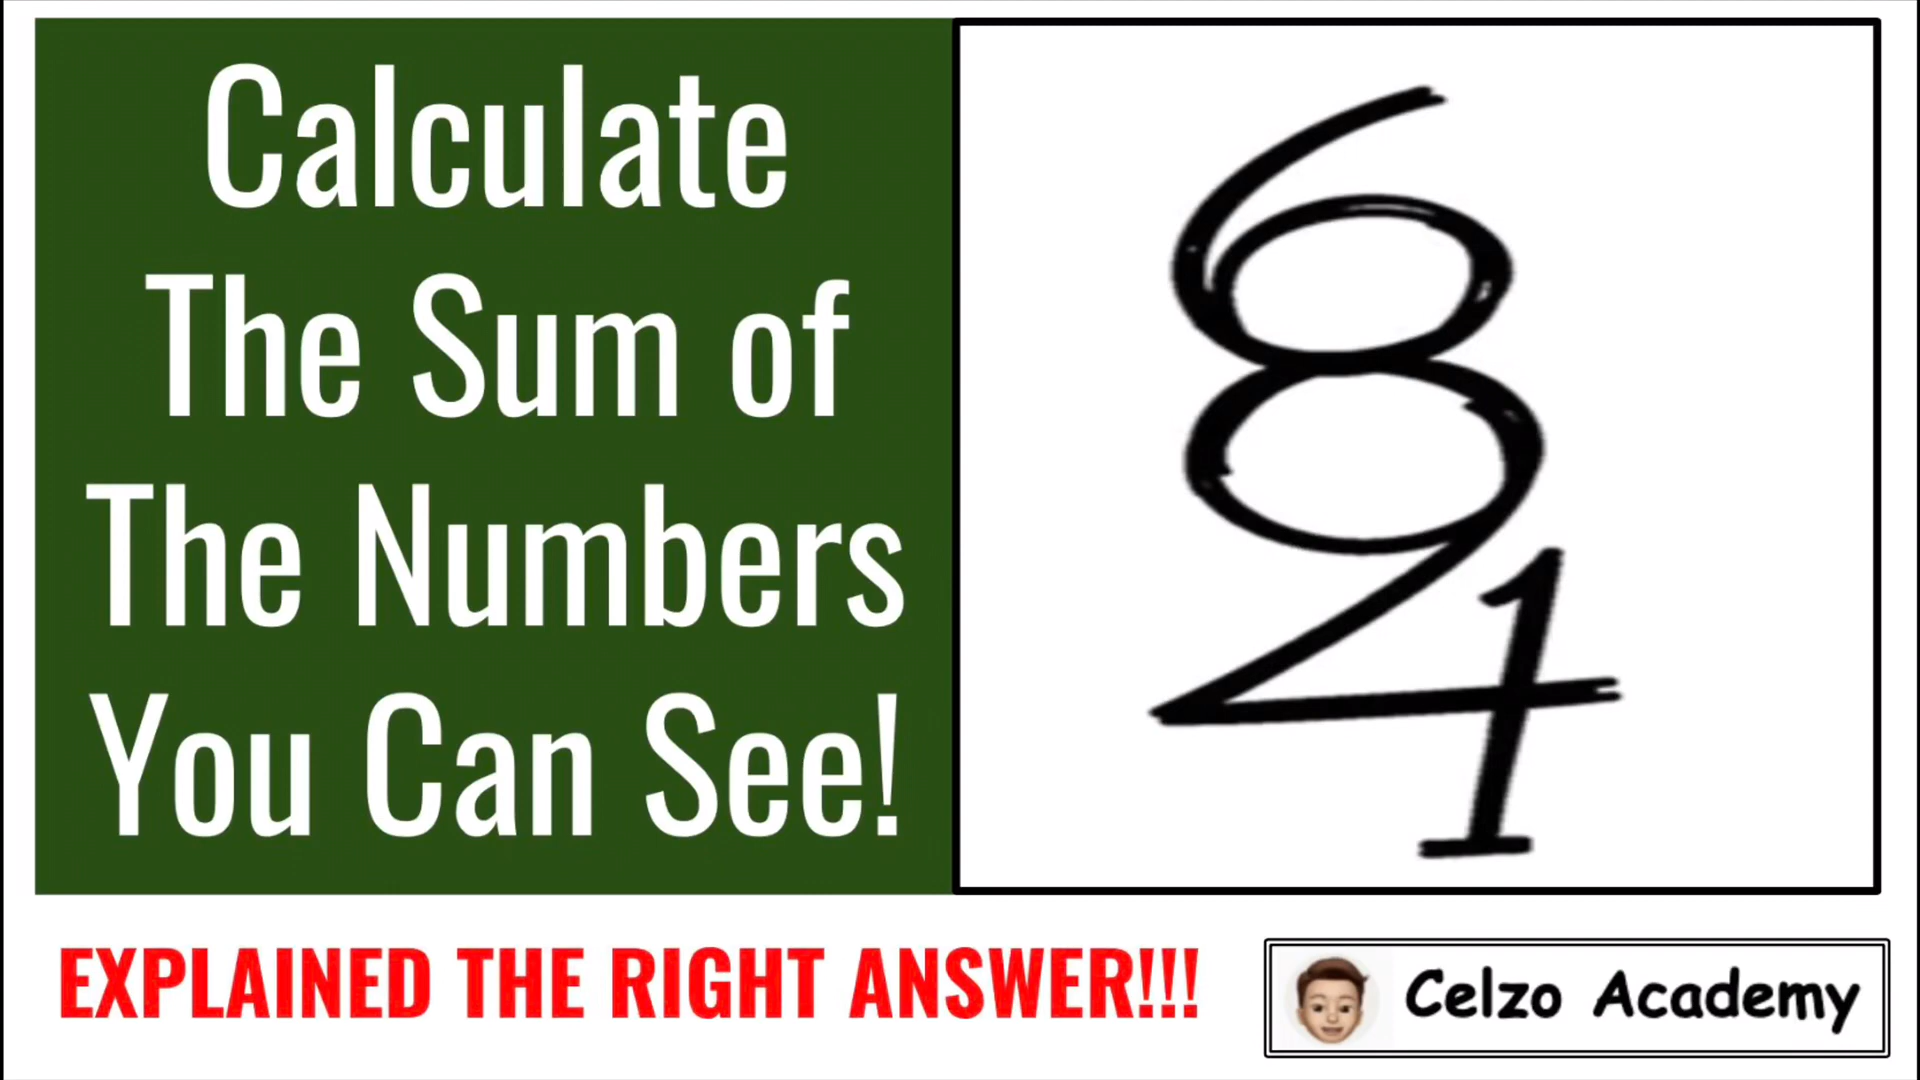 Calculate
The Sum of
The Numbers
You Can See!
6
8
9
2
4
1
EXPLAINED THE RIGHT ANSWER!!!
Celzo Academy